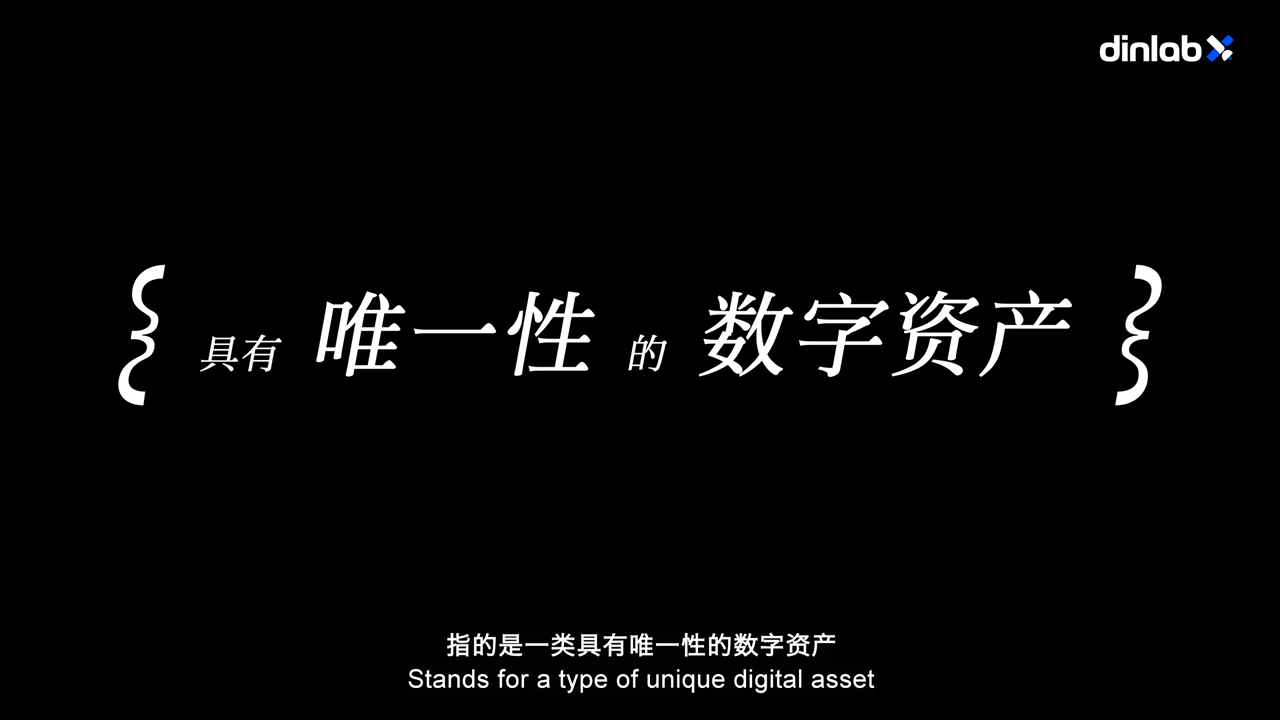 dinlab
{ 具有 唯一性 的 数字资产 }
指的是一类具有唯一性的数字资产
Stands for a type of unique digital asset